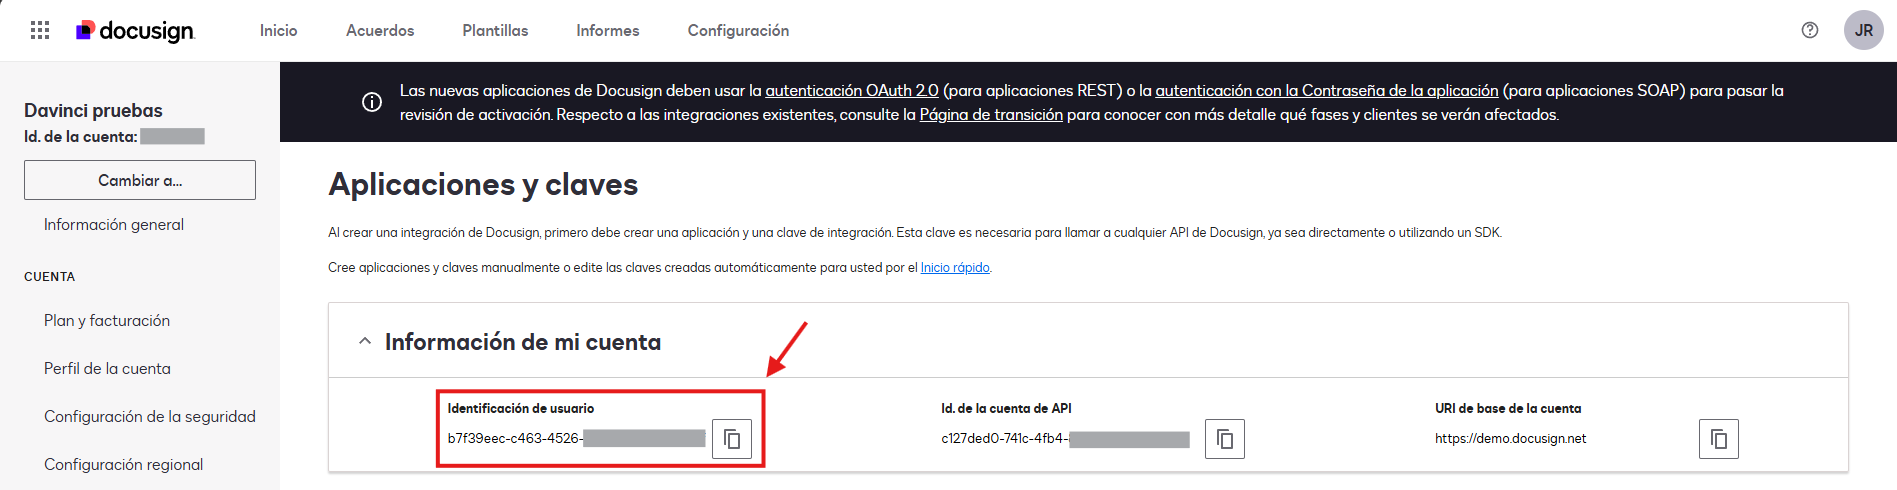 docusign
Inicio
Acuerdos
Plantillas
Informes
Configuración
JR
Davinci pruebas
Id. de la cuenta:
Cambiar a...
Información general
CUENTA
Plan y facturación
Perfil de la cuenta
Configuración de la seguridad
Configuración regional
Las nuevas aplicaciones de Docusign deben usar la autenticación OAuth 2.0 (para aplicaciones REST) o la autenticación con la Contraseña de la aplicación (para aplicaciones SOAP) para pasar la
revisión de activación. Respecto a las integraciones existentes, consulte la Página de transición para conocer con más detalle qué fases y clientes se verán afectados.
Aplicaciones y claves
Al crear una integración de Docusign, primero debe crear una aplicación y una clave de integración. Esta clave es necesaria para llamar a cualquier API de Docusign, ya sea directamente o utilizando un SDK.
Cree aplicaciones y claves manualmente o edite las claves creadas automáticamente para usted por el Inicio rápido.
Información de mi cuenta
Identificación de usuario
b7f39eec-c463-4526-
Id. de la cuenta de API
c127ded0-741c-4fb4-
URI de base de la cuenta
https://demo.docusign.net